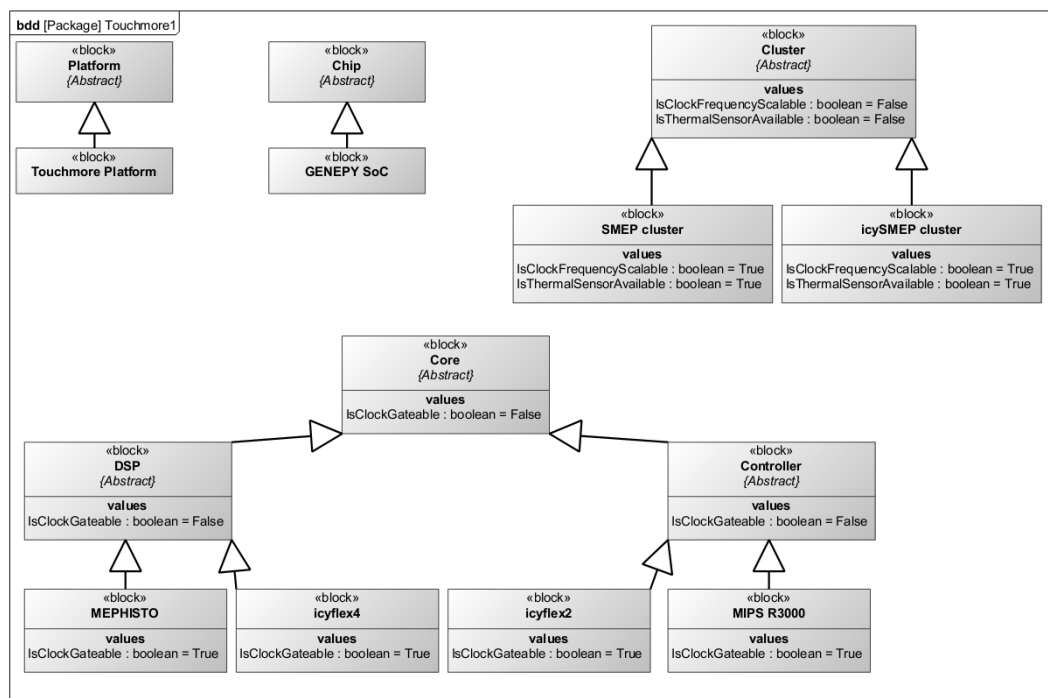 bdd [Package] Touchmore1
«block»
Platform
{Abstract}
«block»
Touchmore Platform
«block»
Chip
{Abstract}
«block»
GENEPY SoC
«block»
Cluster
{Abstract}
values
IsClockFrequencyScalable : boolean = False
IsThermalSensorAvailable : boolean = False
«block»
SMEP cluster
values
IsClockFrequencyScalable : boolean = True
IsThermalSensorAvailable : boolean = True
«block»
icySMEP cluster
values
IsClockFrequencyScalable : boolean = True
IsThermalSensorAvailable : boolean = True
«block»
Core
{Abstract}
values
IsClockGateable : boolean = False
«block»
DSP
{Abstract}
values
IsClockGateable : boolean = False
«block»
Controller
{Abstract}
values
IsClockGateable : boolean = False
«block»
MEPHISTO
values
IsClockGateable : boolean = True
«block»
icyflex4
values
IsClockGateable : boolean = True
«block»
icyflex2
values
IsClockGateable : boolean = True
«block»
MIPS R3000
values
IsClockGateable : boolean = True